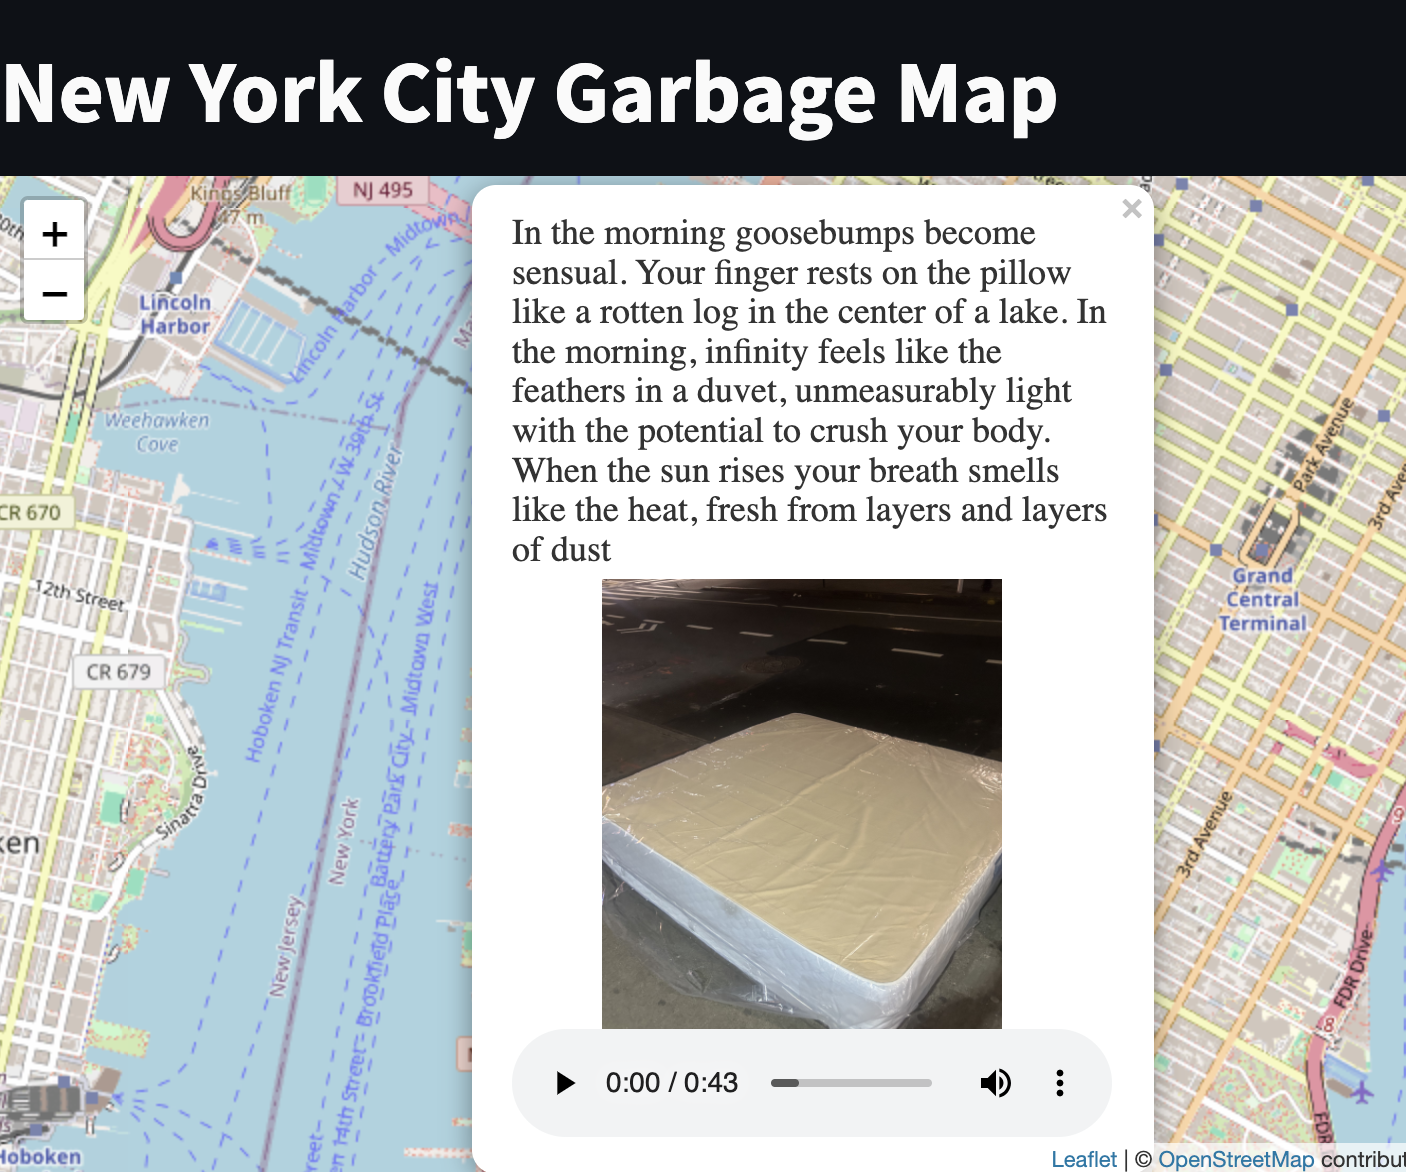 New York City Garbage Map
+
−
In the morning goosebumps become
sensual. Your finger rests on the pillow
like a rotten log in the center of a lake. In
the morning, infinity feels like the
feathers in a duvet, unmeasurably light
with the potential to crush your body.
When the sun rises your breath smells
like the heat, fresh from layers and layers
of dust
×
0:00 / 0:43
Kings Bluff
47 m
NJ 495
Lincoln
Harbor
Lincoln Harbor - Midtown
Weehawken
Cove
CR 670
12th Street
CR 679
Hudson River
Hoboken NJ Transit - Midtown / W 39th St
Battery Park City - Midtown West
Sinatra Drive
New York
New Jersey
14th Street - Brookfield Place
Hoboken
Park Avenue
3rd Ave
Grand
Central
Terminal
3rd Avenue
FDR Drive
FDR
Leaflet | © OpenStreetMap contribut